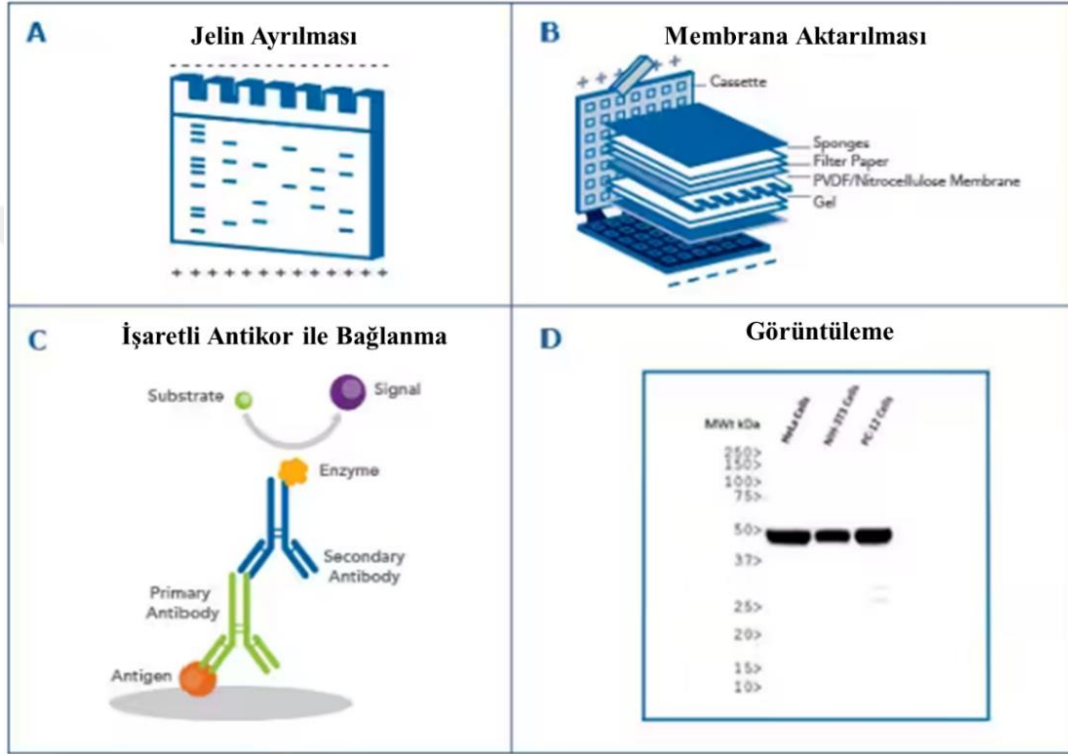 A
Jelin Ayrılması
- - - - - - - - - - - - - - - - - - - - - -
+ + + + + + + + + + + + +
B
Membrana Aktarılması
+ + + + + +
Cassette
Sponges
Filter Paper
PVDF/Nitrocellulose Membrane
Gel
- - - - - - - -
C
İşaretli Antikor ile Bağlanma
Substrate
Signal
Enzyme
Secondary
Antibody
Primary
Antibody
Antigen
D
Görüntüleme
MWt kDa
HeLa Cells
NIH-3T3 Cells
PC-12 Cells
250>
150>
100>
75>
50>
37>
25>
20>
15>
10>